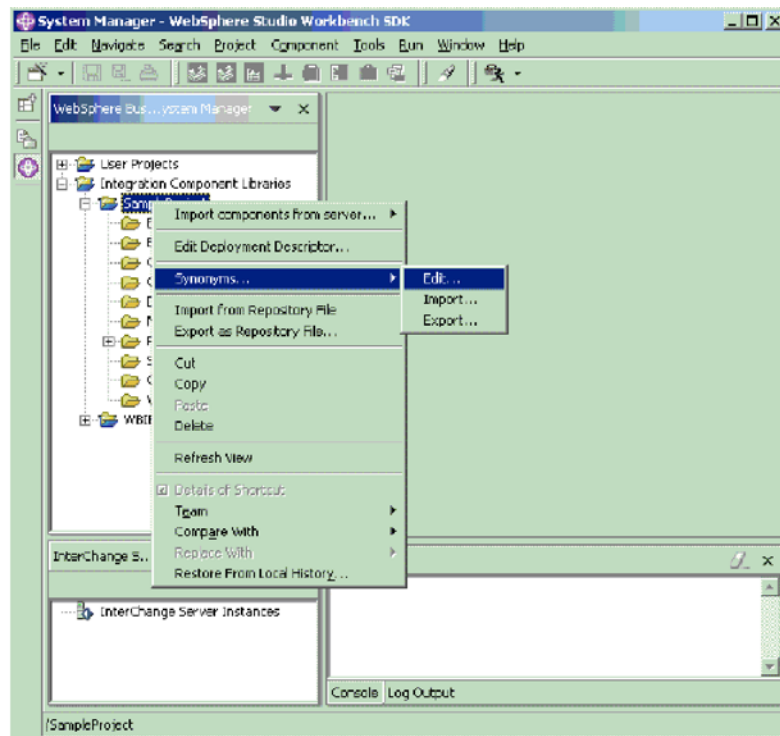 System Manager - WebSphere Studio Workbench SDK
File Edit Navigate Search Project Component Tools Run Window Help
WebSphere Bus...ystem Manager
User Projects
Integration Component Libraries
SampleProject
Import components from server...
Edit Deployment Descriptor...
Synonyms...
Edit...
Import...
Export...
Import from Repository File
Export as Repository File...
Cut
Copy
Paste
Delete
Refresh View
Details of Shortcut
Team
Compare With
Replace With
Restore From Local History...
InterChange S..
InterChange Server Instances
Console Log Output
/SampleProject